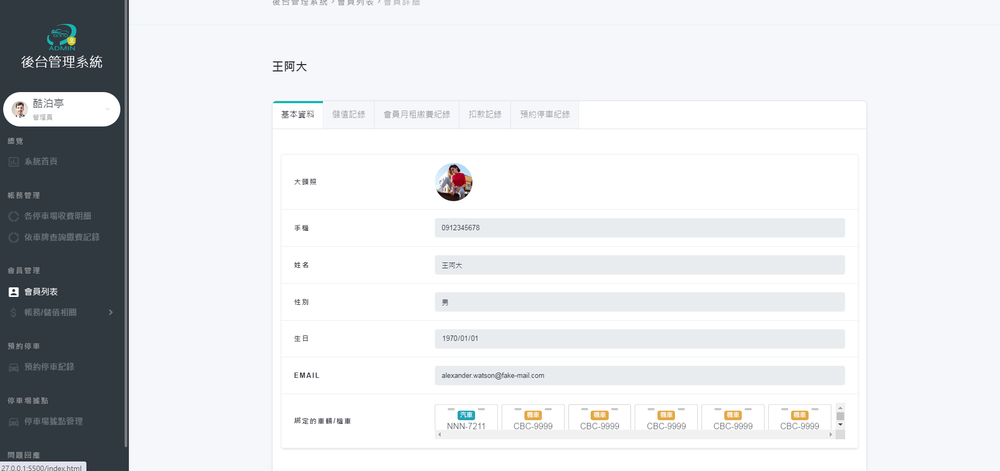 後台管理系統 > 會員列表 > 會員詳細
GOOD
ADMIN
後台管理系統
酷泊亭
管理員
總覽
系統首頁
帳務管理
各停車場收費明細
依車牌查詢繳費記錄
會員管理
會員列表
帳務/儲值相關
預約停車
預約停車紀錄
停車場據點
停車場據點管理
問題回應
27.0.0.1:5500/index.html
王阿大
基本資料 儲值記錄 會員月租繳費紀錄 扣款記錄 預約停車紀錄
大頭照
手機 0912345678
姓名 王阿大
性別 男
生日 1970/01/01
EMAIL alexander.watson@fake-mail.com
綁定的車輛/機車
汽車 機車 機車 機車 機車 機車
NNN-7211 CBC-9999 CBC-9999 CBC-9999 CBC-9999 CBC-9999